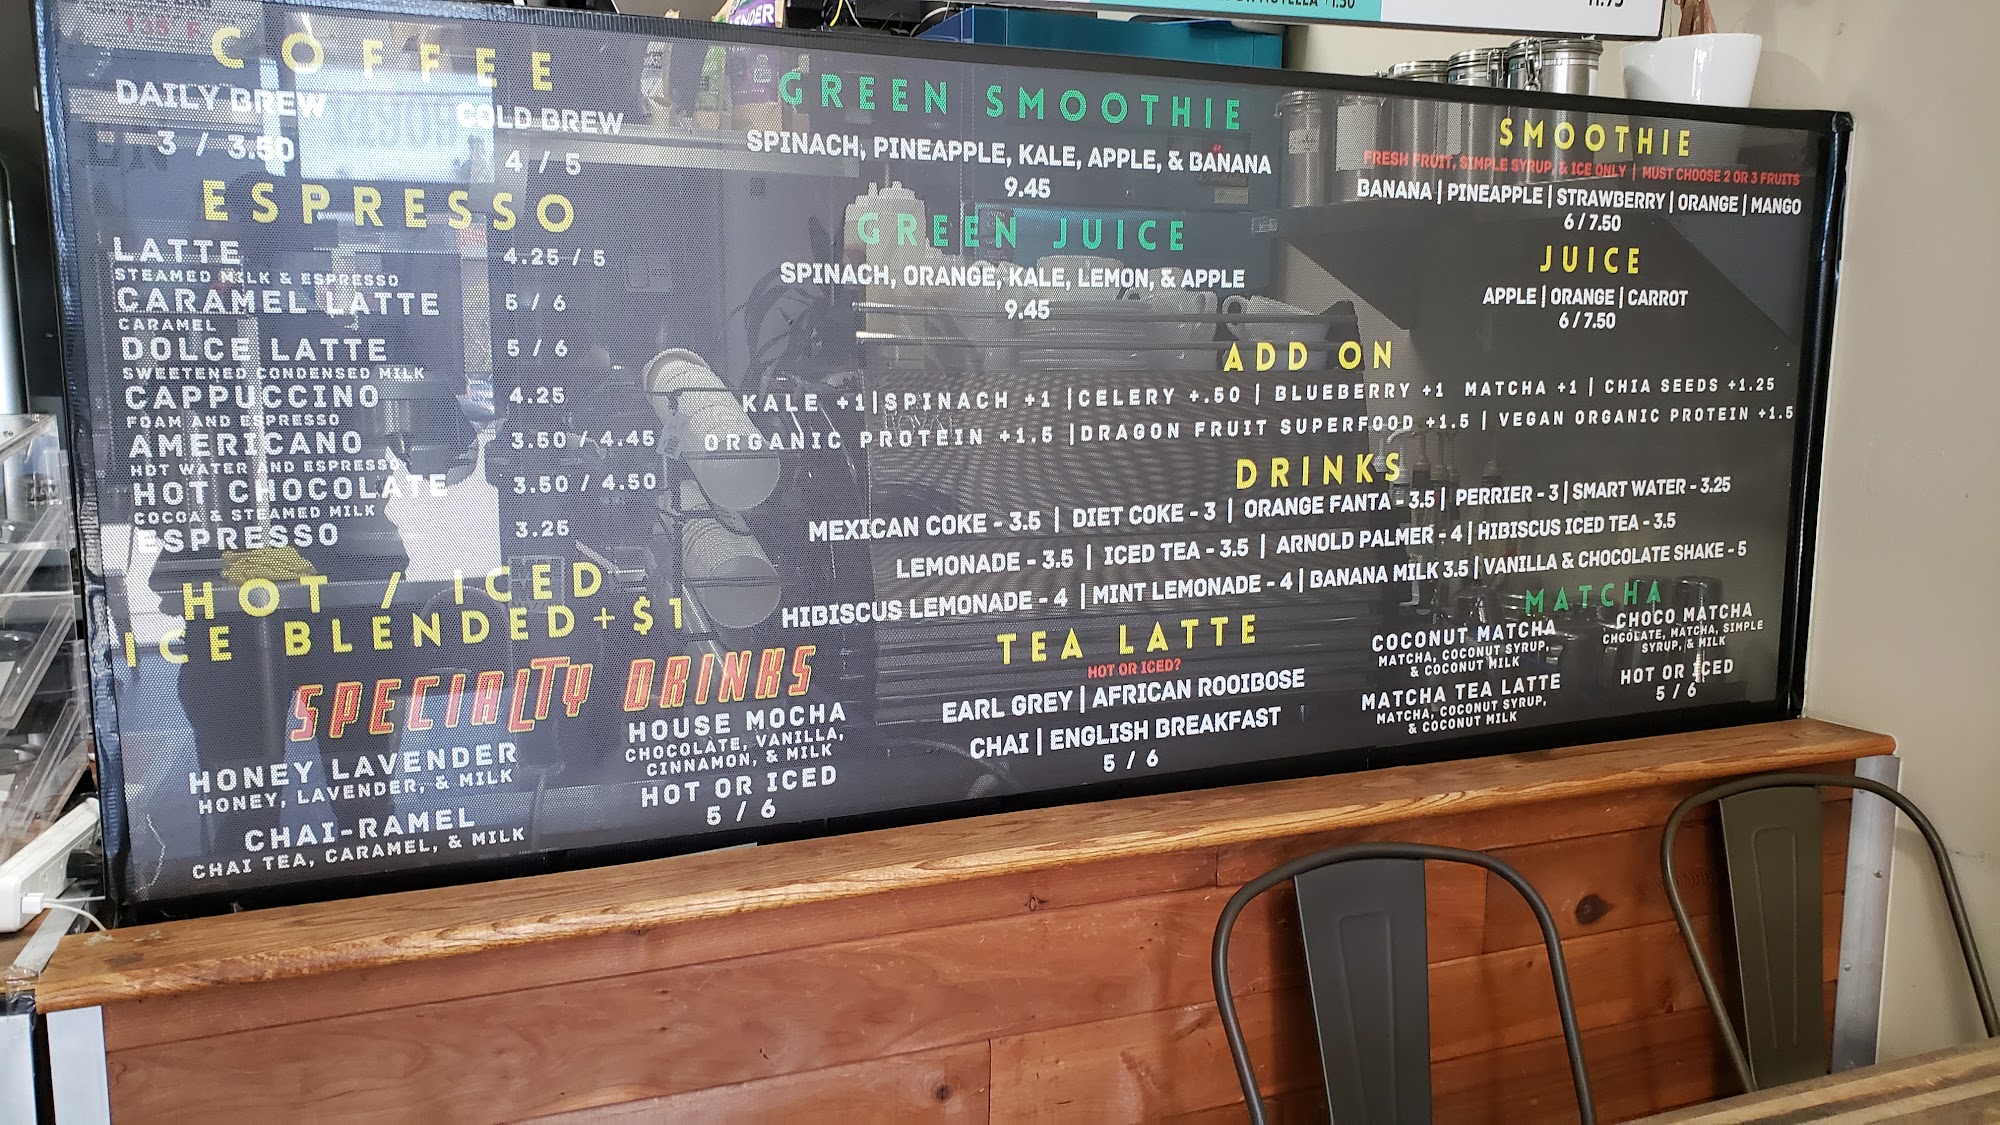 COFFEE
DAILY BREW
3 / 3.50
COLD BREW
4 / 5
ESPRESSO
LATTE 4.25 / 5
STEAMED MILK & ESPRESSO
CARAMEL LATTE 5 / 6
CARAMEL
DOLCE LATTE 5 / 6
SWEETENED CONDENSED MILK
CAPPUCCINO 4.25
FOAM AND ESPRESSO
AMERICANO 3.50 / 4.45
HOT WATER AND ESPRESSO
HOT CHOCOLATE 3.50 / 4.50
COCOA & STEAMED MILK
ESPRESSO 3.25
HOT / ICED
ICE BLENDED+$1
SPECIALTY DRINKS
HONEY LAVENDER
HONEY, LAVENDER, & MILK
CHAI-RAMEL
CHAI TEA, CARAMEL, & MILK
HOUSE MOCHA
CHOCOLATE, VANILLA,
CINNAMON, & MILK
HOT OR ICED
5 / 6
GREEN SMOOTHIE
SPINACH, PINEAPPLE, KALE, APPLE, & BANANA
9.45
GREEN JUICE
SPINACH, ORANGE, KALE, LEMON, & APPLE
9.45
SMOOTHIE
FRESH FRUIT, SIMPLE SYRUP, & ICE ONLY | MUST CHOOSE 2 OR 3 FRUITS
BANANA | PINEAPPLE | STRAWBERRY | ORANGE | MANGO
6 / 7.50
JUICE
APPLE | ORANGE | CARROT
6 / 7.50
ADD ON
KALE +1|SPINACH +1 |CELERY +.50 | BLUEBERRY +1 MATCHA +1 | CHIA SEEDS +1.25
ORGANIC PROTEIN +1.5 |DRAGON FRUIT SUPERFOOD +1.5 | VEGAN ORGANIC PROTEIN +1.5
DRINKS
MEXICAN COKE - 3.5 | DIET COKE - 3 | ORANGE FANTA - 3.5 | PERRIER - 3 | SMART WATER - 3.25
LEMONADE - 3.5 | ICED TEA - 3.5 | ARNOLD PALMER - 4 | HIBISCUS ICED TEA - 3.5
HIBISCUS LEMONADE - 4 | MINT LEMONADE - 4 | BANANA MILK 3.5 | VANILLA & CHOCOLATE SHAKE - 5
TEA LATTE
HOT OR ICED?
EARL GREY | AFRICAN ROOIBOSE
CHAI | ENGLISH BREAKFAST
5 / 6
MATCHA
COCONUT MATCHA
MATCHA, COCONUT SYRUP,
& COCONUT MILK
MATCHA TEA LATTE
MATCHA, COCONUT SYRUP,
& COCONUT MILK
CHOCO MATCHA
CHCOLATE, MATCHA, SIMPLE
SYRUP, & MILK
HOT OR ICED
5 / 6